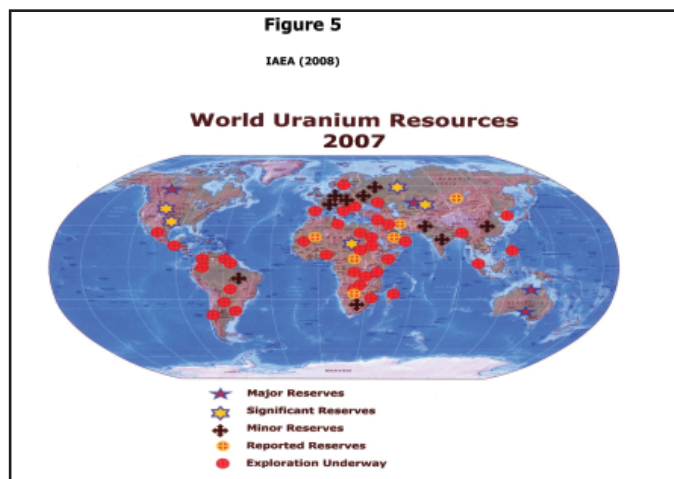 Figure 5
IAEA (2008)
World Uranium Resources
2007
Major Reserves
Significant Reserves
Minor Reserves
Reported Reserves
Exploration Underway